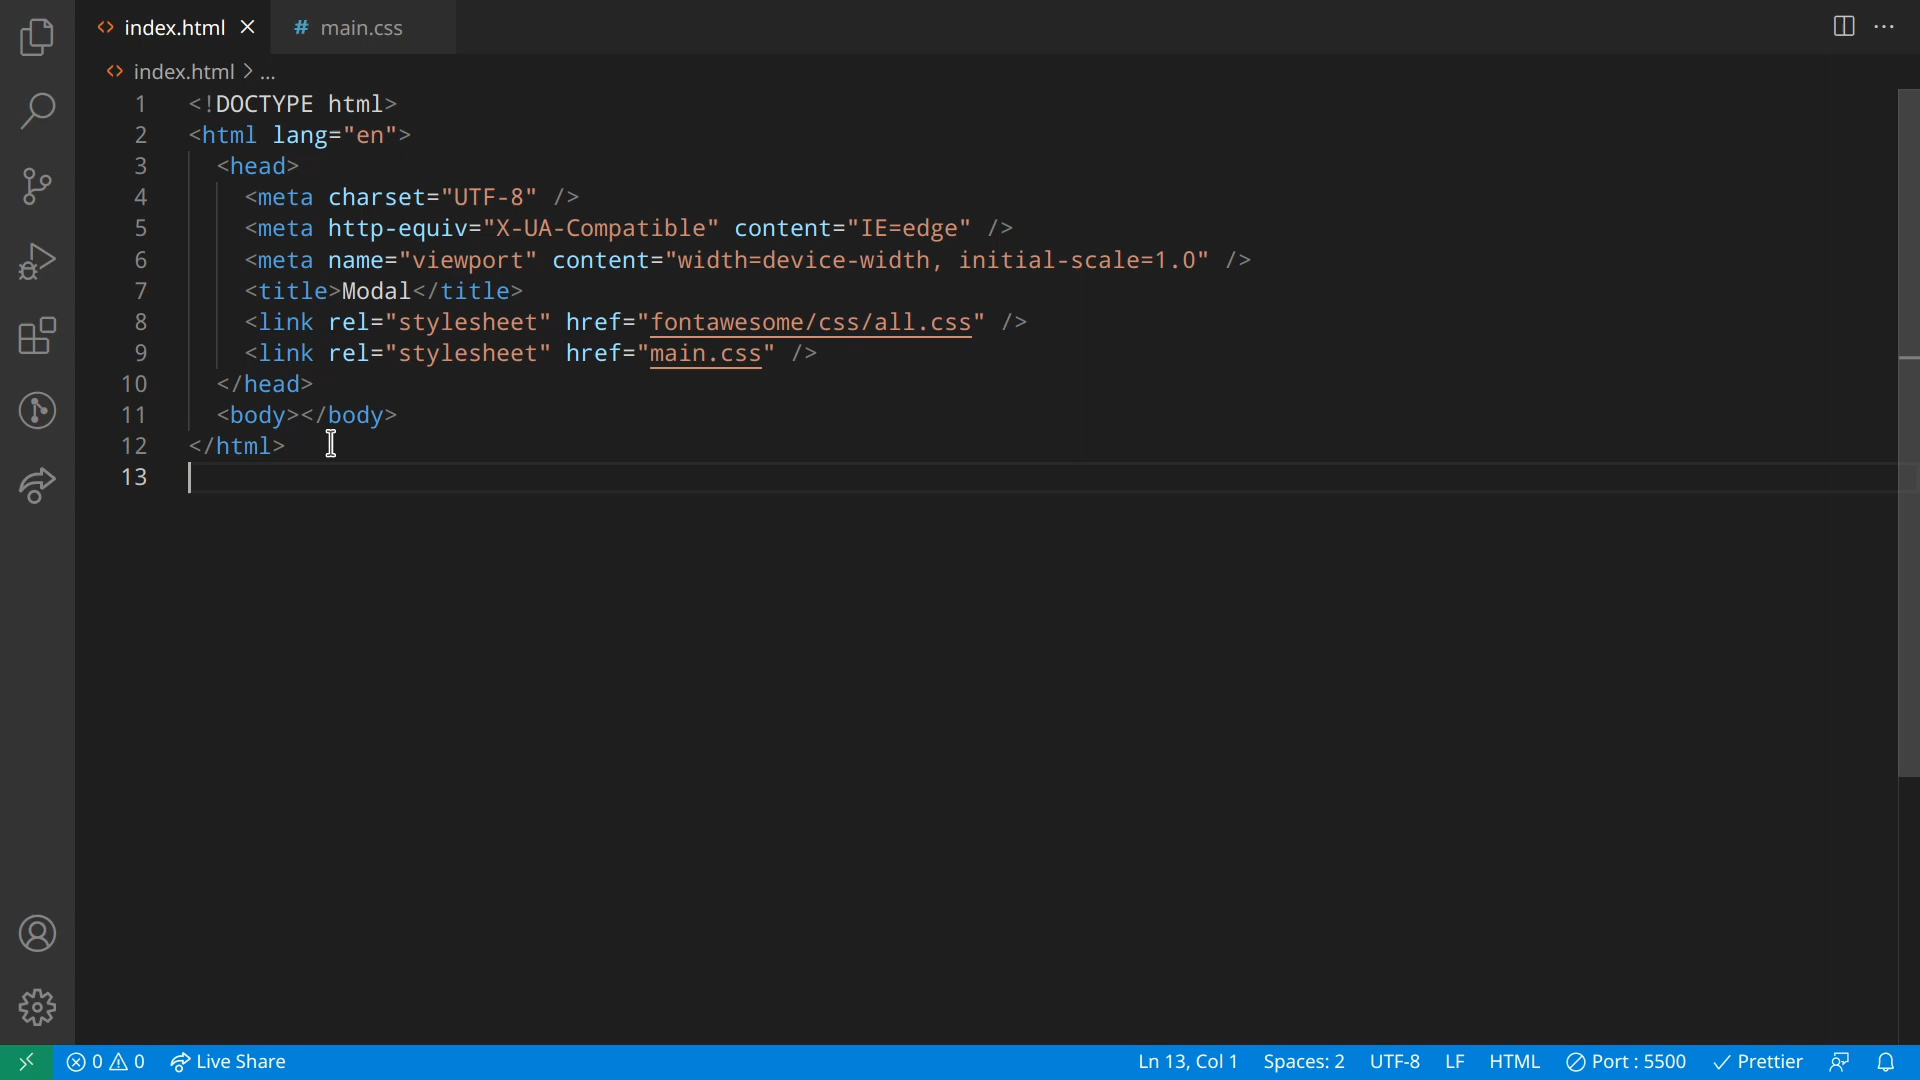 index.html
main.css
index.html > ...
1 <!DOCTYPE html>
2 <html lang="en">
3 <head>
4 <meta charset="UTF-8" />
5 <meta http-equiv="X-UA-Compatible" content="IE=edge" />
6 <meta name="viewport" content="width=device-width, initial-scale=1.0" />
7 <title>Modal</title>
8 <link rel="stylesheet" href="fontawesome/css/all.css" />
9 <link rel="stylesheet" href="main.css" />
10 </head>
11 <body></body>
12 </html>
13
0 0 Live Share Ln 13, Col 1 Spaces: 2 UTF-8 LF HTML Port : 5500 Prettier